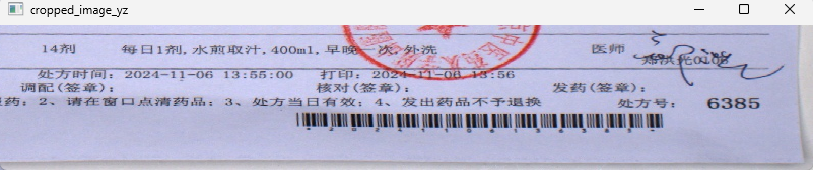 cropped_image_yz
14剂 每日1剂,水煎取汁,400ml,早晚一次,外洗 医师
处方时间: 2024-11-06 13:55:00 打印: 2024-11-06 13:56
调配(签章): 核对(签章): 发药(签章):
药; 2、请在窗口点清药品; 3、处方当日有效; 4、发出药品不予退换 处方号: 6385
*202411061363​85*